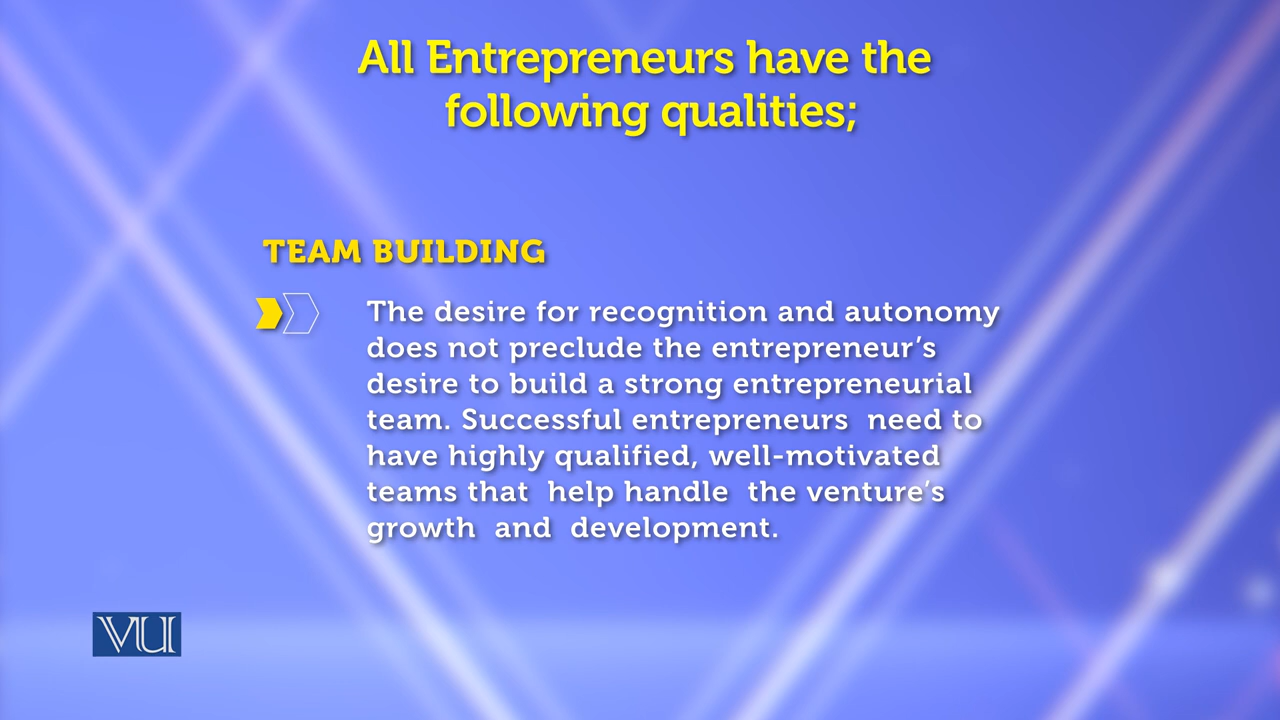 All Entrepreneurs have the
following qualities;
TEAM BUILDING
The desire for recognition and autonomy
does not preclude the entrepreneur’s
desire to build a strong entrepreneurial
team. Successful entrepreneurs  need to
have highly qualified, well-motivated
teams that  help handle  the venture’s
growth  and  development.
VU